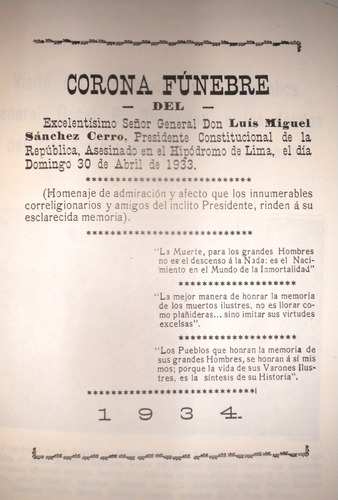 CORONA FÚNEBRE
— DEL —
Excelentísimo Señor General Don Luis Miguel
Sánchez Cerro, Presidente Constitucional de la
República, Asesinado en el Hipódromo de Lima, el día
Domingo 30 de Abril de 1933.
*****************************
(Homenaje de admiración y afecto que los innumerables
correligionarios y amigos del ínclito Presidente, rinden á su
esclarecida memoria).
*****************************
"La Muerte, para los grandes Hombres
no es el descenso á la Nada: es el Naci-
miento en el Mundo de la Inmortalidad"
*************************
"La mejor manera de honrar la memoria
de los muertos ilustres, no es llorar co-
mo plañideras... sino imitar sus virtudes
excelsas".
*************************
"Los Pueblos que honran la memoria de
sus grandes Hombres, se honran á sí mis
mos; porque la vida de sus Varones Ilus-
tres, es la síntesis de su Historia".
*****************************
1934.